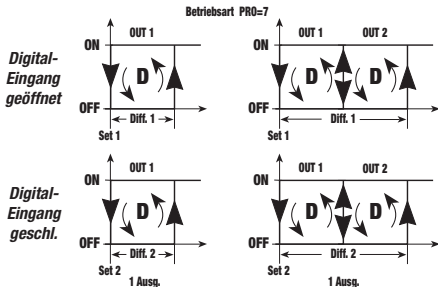 Betriebsart PRO=7
Digital-
Eingang
geöffnet
ON
OUT 1
D
OFF
Diff. 1
Set 1
ON
OUT 1
OUT 2
D
D
OFF
Diff. 1
Set 1
Digital-
Eingang
geschl.
ON
OUT 1
D
OFF
Diff. 2
Set 2
1 Ausg.
ON
OUT 1
OUT 2
D
D
OFF
Diff. 2
Set 2
1 Ausg.